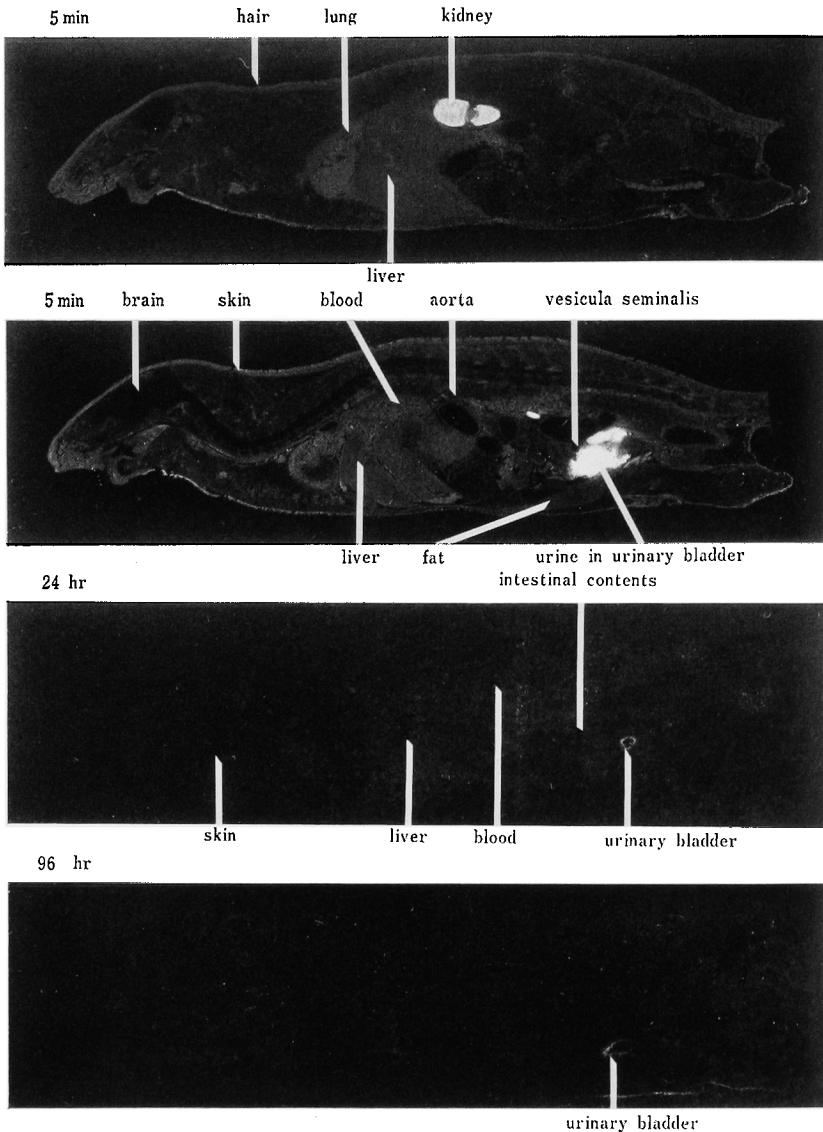 5 min hair lung kidney
liver
5 min brain skin blood aorta vesicula seminalis
liver fat urine in urinary bladder
24 hr intestinal contents
skin liver blood urinary bladder
96 hr
urinary bladder